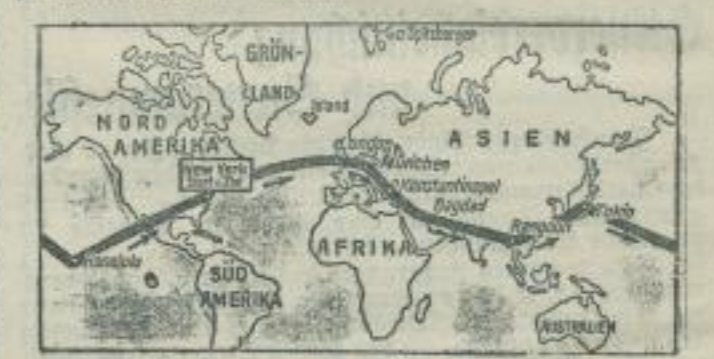 GRÖN-
LAND
Gr. Spitzbergen
Island
NORD
AMERIKA
ASIEN
London
München
New York
Konstantinopel
Bagdad
Rangoon
Tokio
Honolulu
AFRIKA
SÜD
AMERIKA
AUSTRALIEN